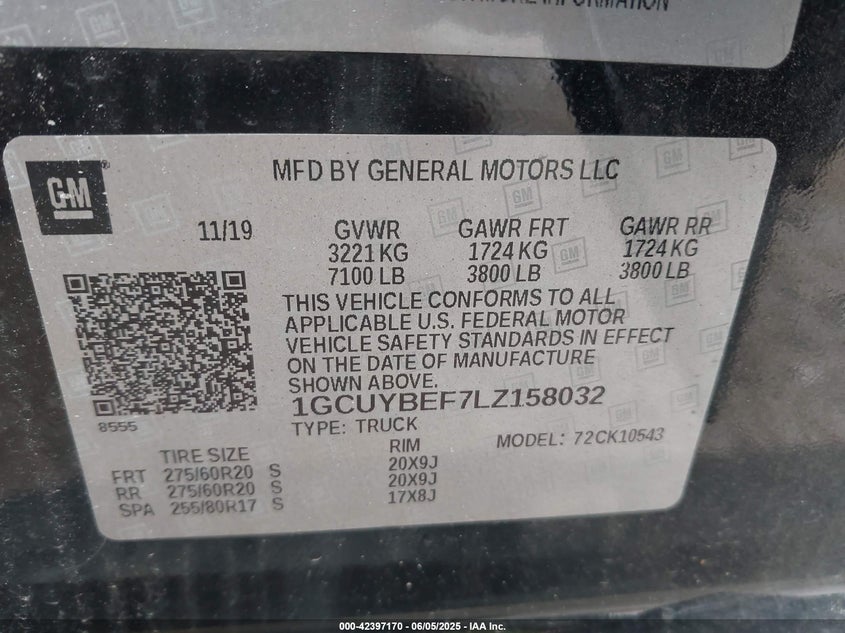 INFORMATION
GM
MFD BY GENERAL MOTORS LLC
11/19 GVWR GAWR FRT GAWR RR
3221 KG 1724 KG 1724 KG
7100 LB 3800 LB 3800 LB
THIS VEHICLE CONFORMS TO ALL
APPLICABLE U.S. FEDERAL MOTOR
VEHICLE SAFETY STANDARDS IN EFFECT
ON THE DATE OF MANUFACTURE
SHOWN ABOVE.
1GCUYBEF7LZ158032
8555
TYPE: TRUCK MODEL: 72CK10543
TIRE SIZE RIM
FRT 275/60R20 S 20X9J
RR 275/60R20 S 20X9J
SPA 255/80R17 S 17X8J
000-42397170 - 06/05/2025 - IAA Inc.